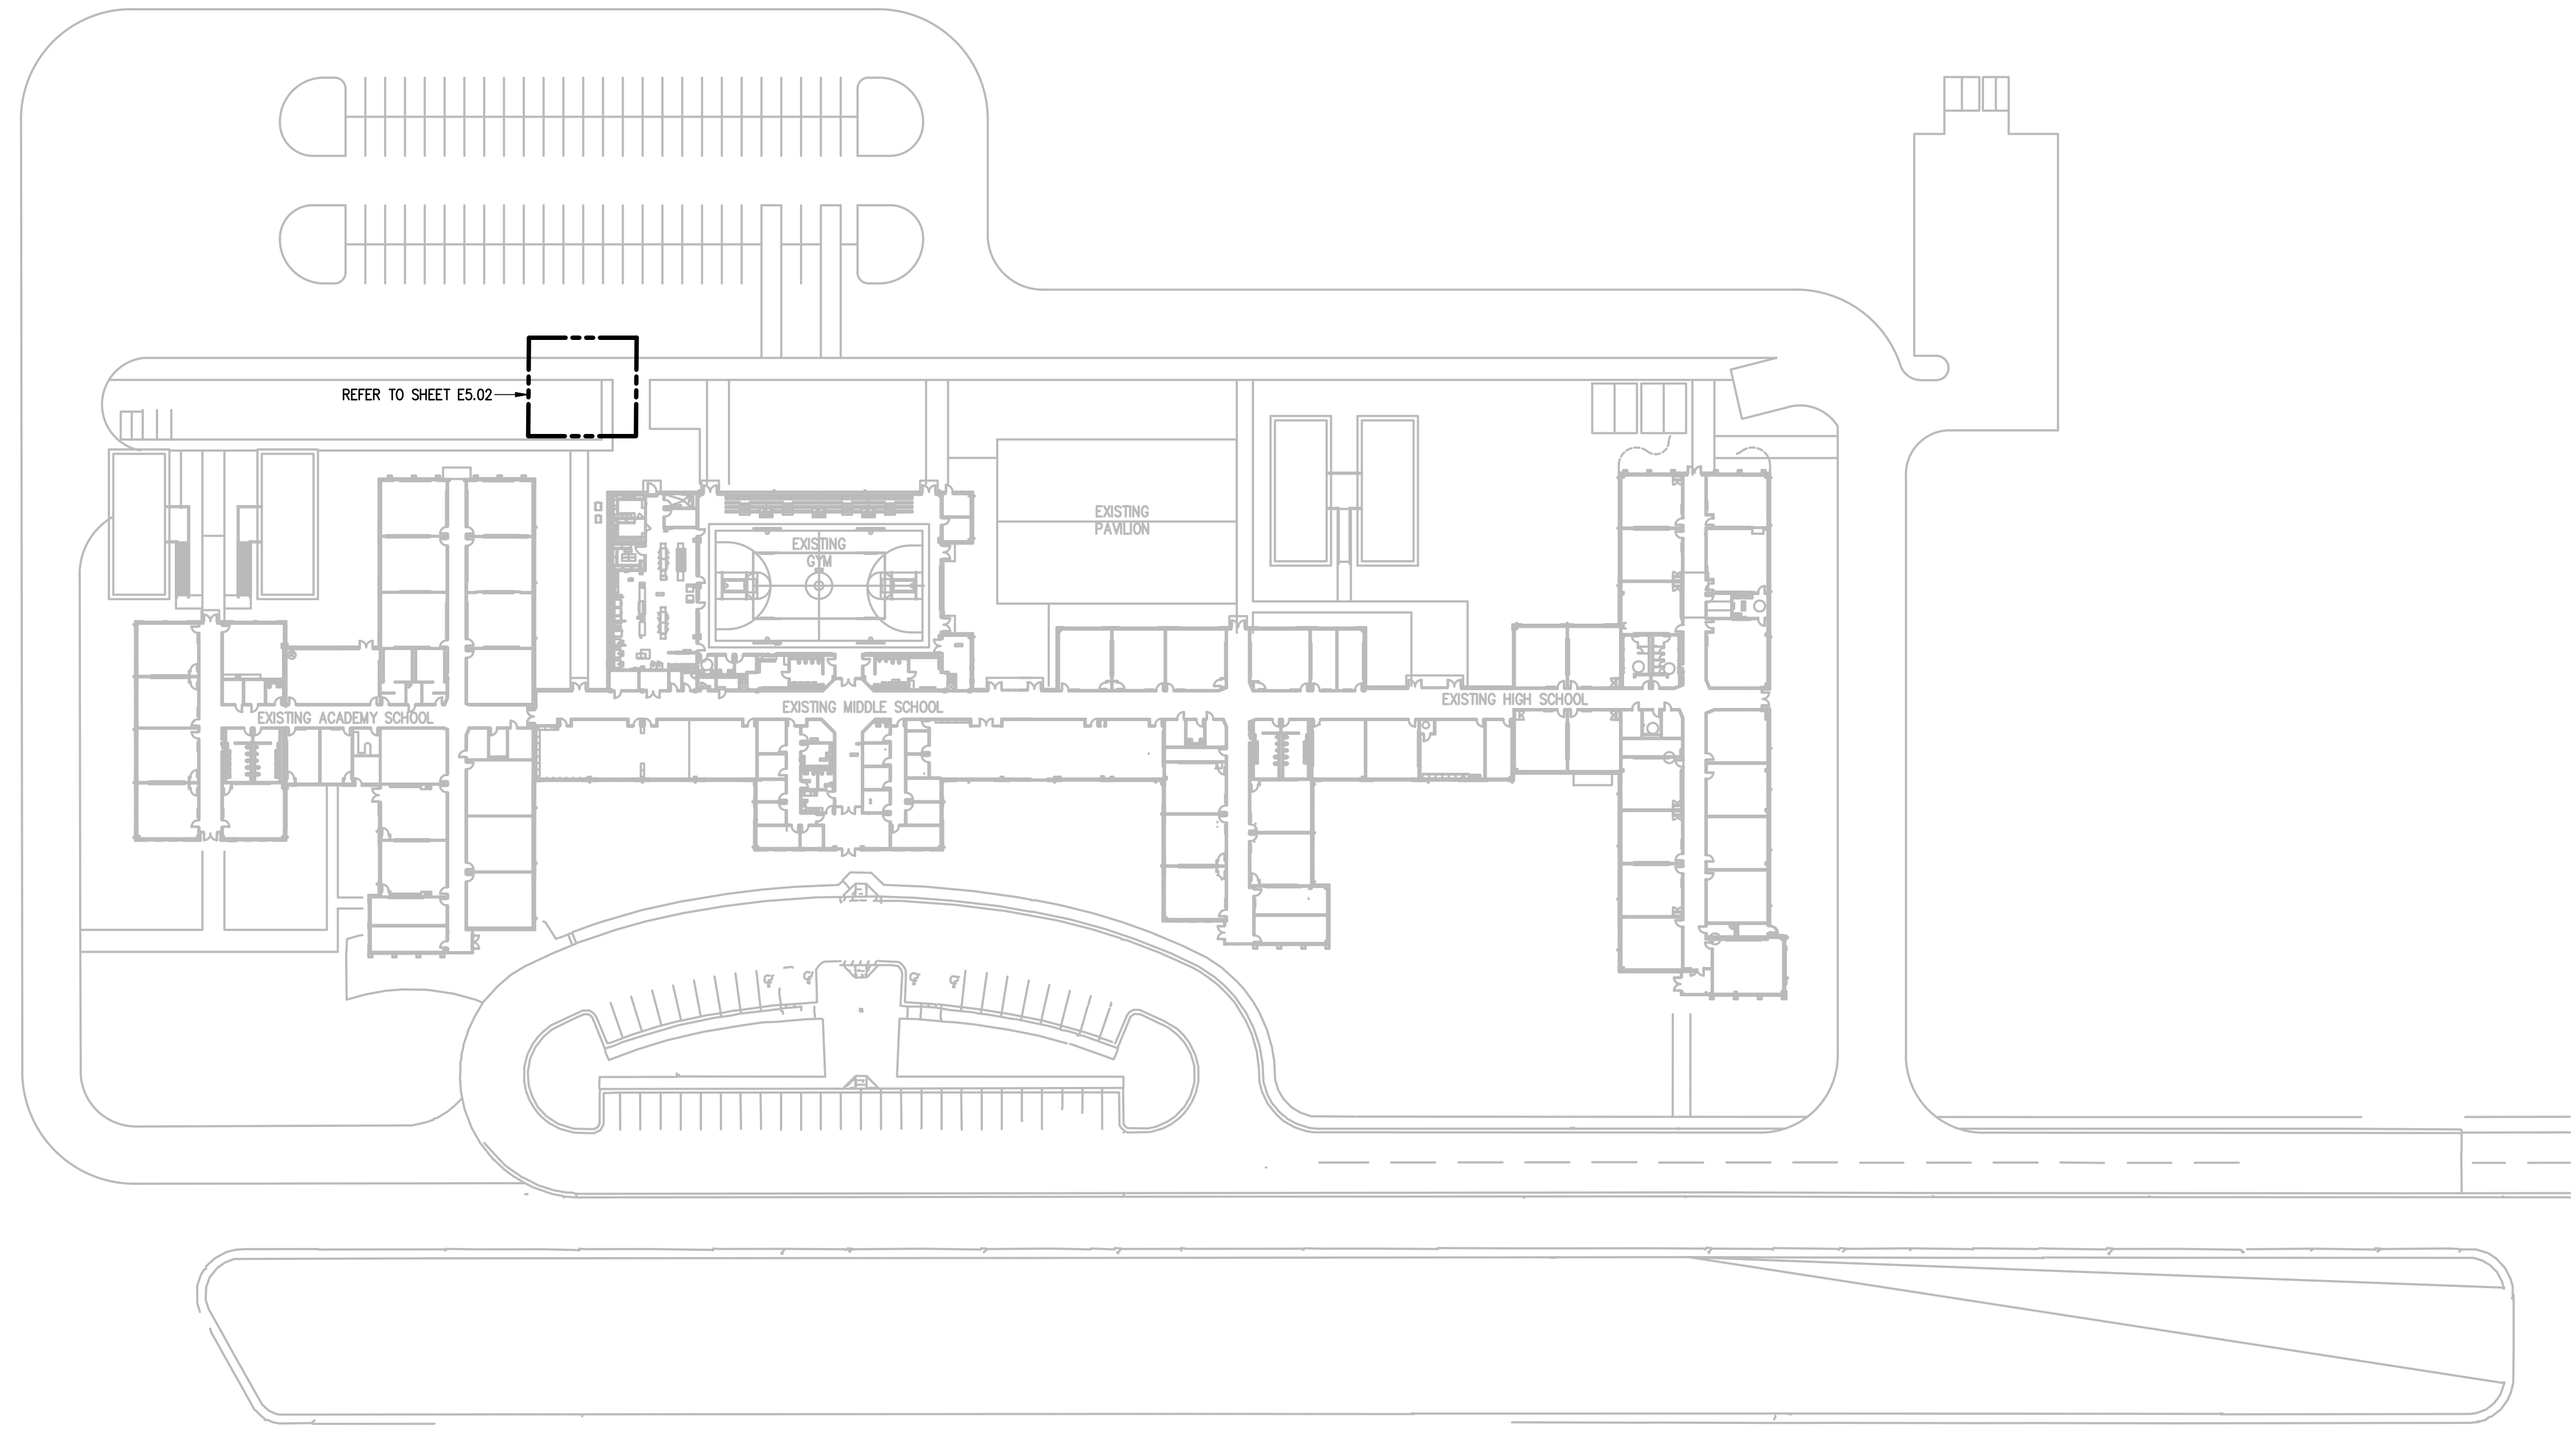 REFER TO SHEET E5.02
EXISTING
PAVILION
EXISTING
GYM
EXISTING HIGH SCHOOL
EXISTING MIDDLE SCHOOL
EXISTING ACADEMY SCHOOL